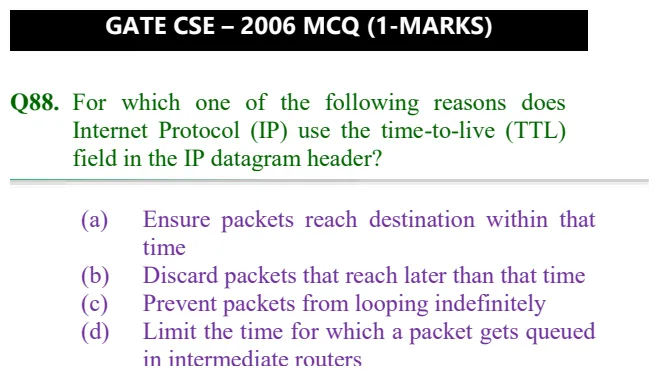 GATE CSE – 2006 MCQ (1-MARKS)
Q88. For which one of the following reasons does
Internet Protocol (IP) use the time-to-live (TTL)
field in the IP datagram header?
(a) Ensure packets reach destination within that
time
(b) Discard packets that reach later than that time
(c) Prevent packets from looping indefinitely
(d) Limit the time for which a packet gets queued
in intermediate routers